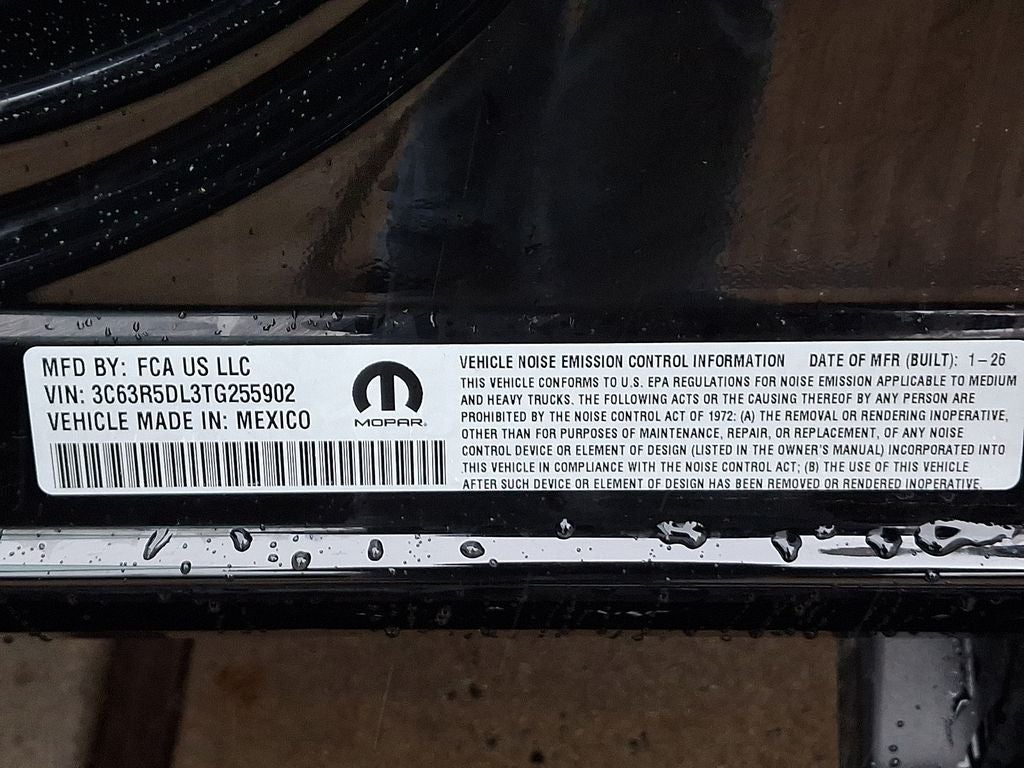 MFD BY: FCA US LLC
VIN: 3C63R5DL3TG255902
VEHICLE MADE IN: MEXICO
MOPAR®
VEHICLE NOISE EMISSION CONTROL INFORMATION DATE OF MFR (BUILT): 1-26
THIS VEHICLE CONFORMS TO U.S. EPA REGULATIONS FOR NOISE EMISSION APPLICABLE TO MEDIUM
AND HEAVY TRUCKS. THE FOLLOWING ACTS OR THE CAUSING THEREOF BY ANY PERSON ARE
PROHIBITED BY THE NOISE CONTROL ACT OF 1972: (A) THE REMOVAL OR RENDERING INOPERATIVE,
OTHER THAN FOR PURPOSES OF MAINTENANCE, REPAIR, OR REPLACEMENT, OF ANY NOISE
CONTROL DEVICE OR ELEMENT OF DESIGN (LISTED IN THE OWNER'S MANUAL) INCORPORATED INTO
THIS VEHICLE IN COMPLIANCE WITH THE NOISE CONTROL ACT; (B) THE USE OF THIS VEHICLE
AFTER SUCH DEVICE OR ELEMENT OF DESIGN HAS BEEN REMOVED OR RENDERED INOPERATIVE.